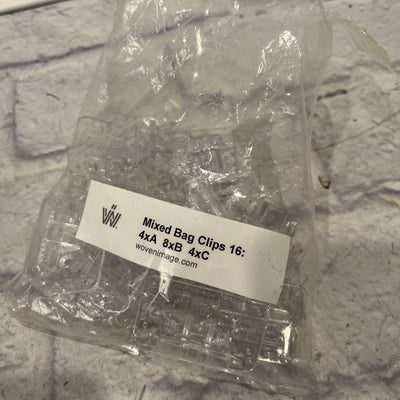 Mixed Bag Clips 16:
4xA 8xB 4xC
wovenimage.com